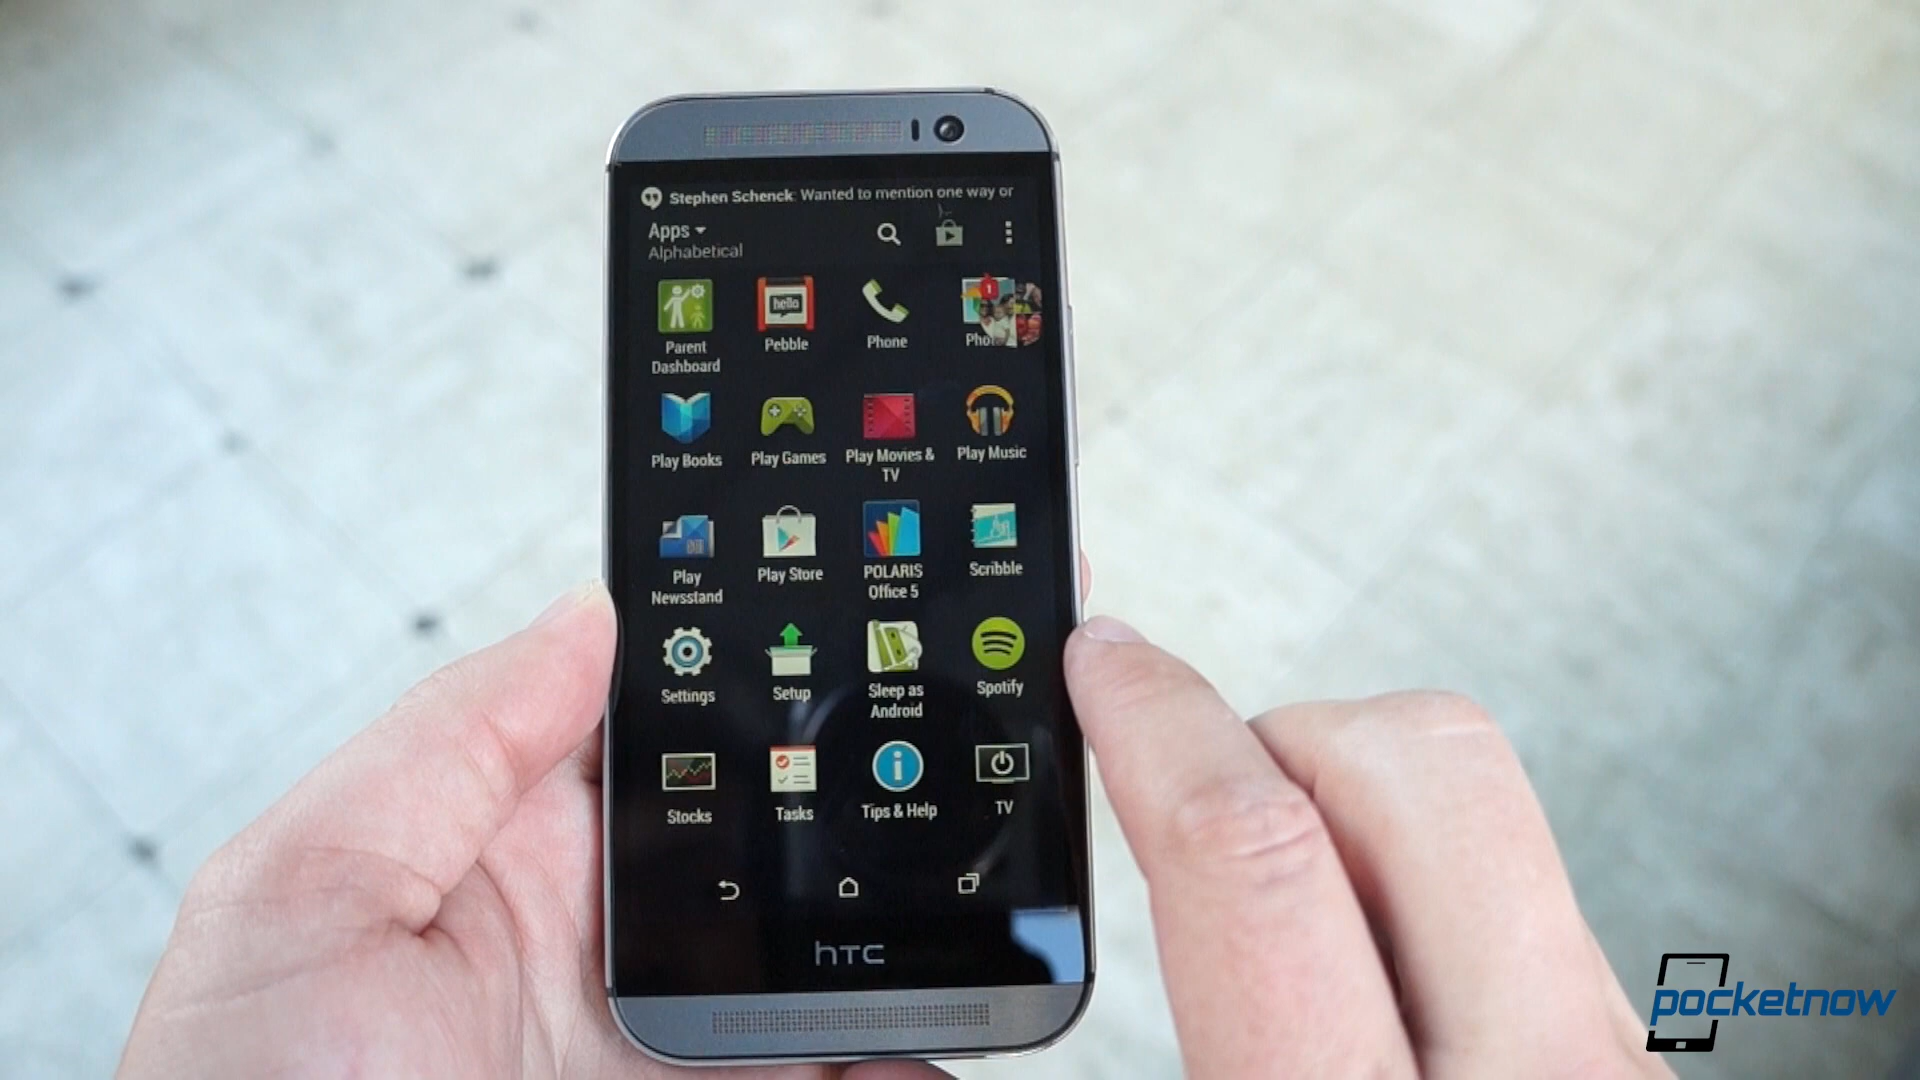 Stephen Schenck: Wanted to mention one way or
Apps
Alphabetical
1
hello
Parent
Dashboard
Pebble
Phone
Play Books
Play Games
Play Movies &
TV
Play Music
Play
Newsstand
Play Store
POLARIS
Office 5
Scribble
Settings
Setup
Sleep as
Android
Spotify
Stocks
Tasks
Tips & Help
TV
hTC
pocketnow